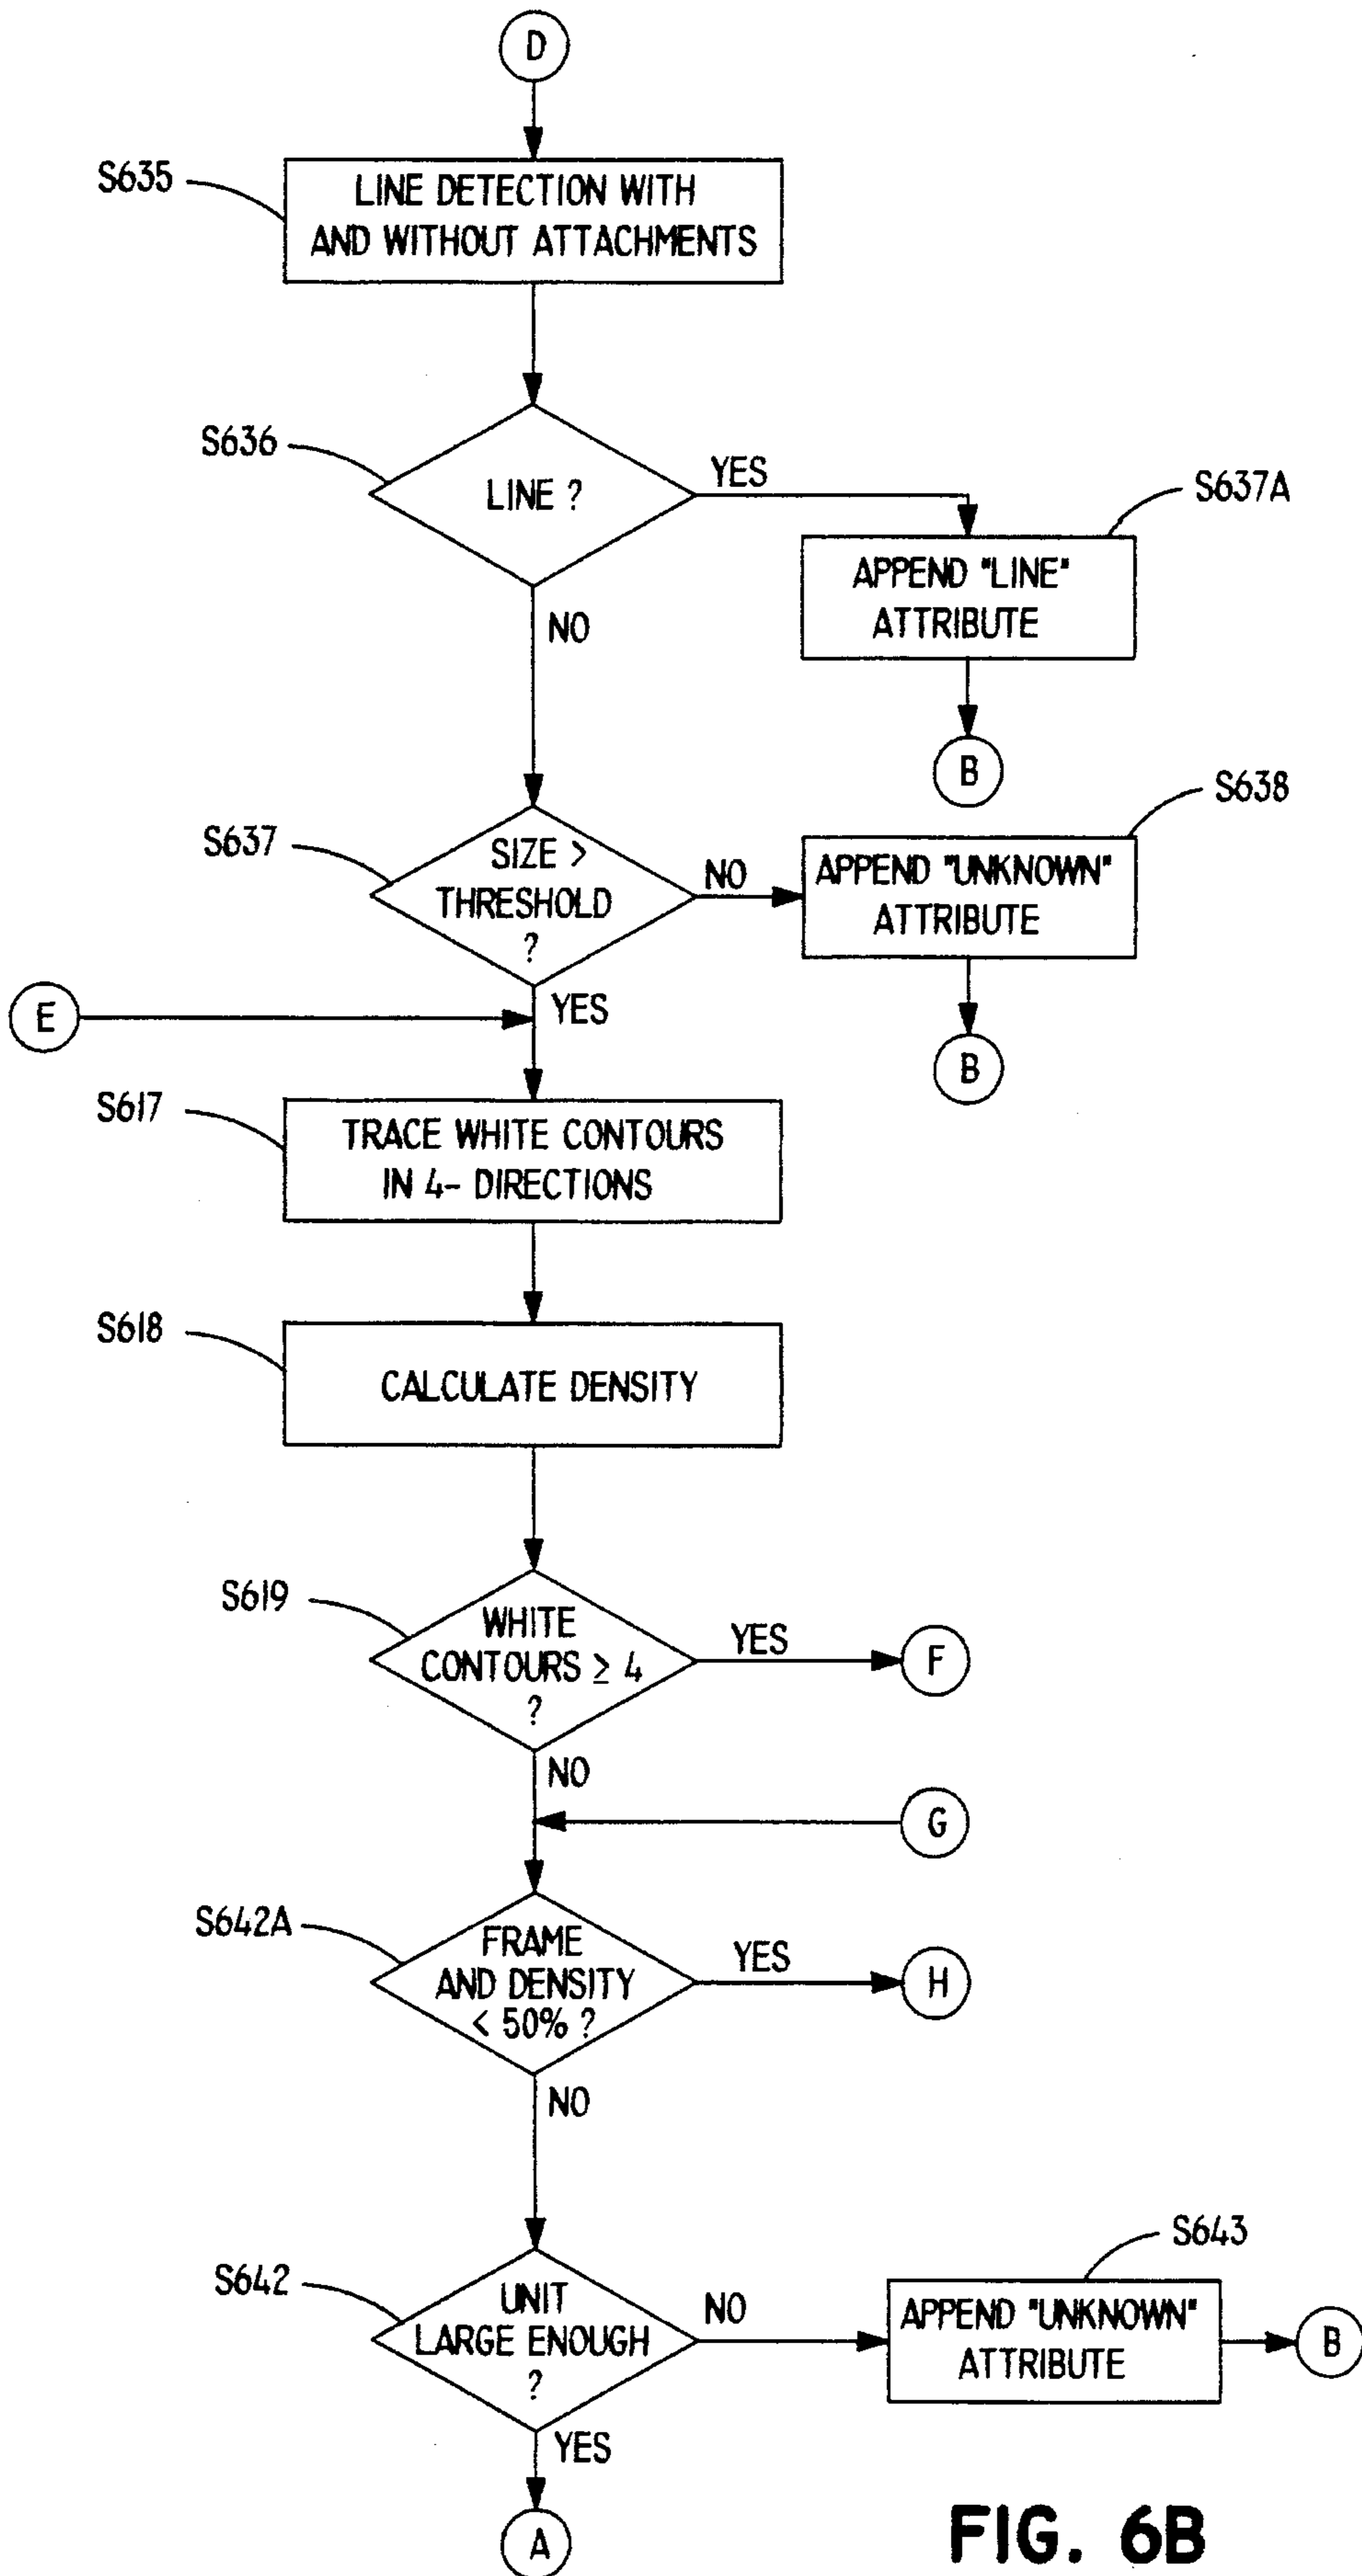 D
S635
LINE DETECTION WITH
AND WITHOUT ATTACHMENTS
S636
LINE ?
YES
S637A
APPEND "LINE"
ATTRIBUTE
NO
B
S638
S637
SIZE >
THRESHOLD
?
NO
APPEND "UNKNOWN"
ATTRIBUTE
E
YES
B
S617
TRACE WHITE CONTOURS
IN 4- DIRECTIONS
S618
CALCULATE DENSITY
S619
WHITE
CONTOURS ≥ 4
?
YES
F
NO
G
S642A
FRAME
AND DENSITY
< 50% ?
YES
H
NO
S643
S642
UNIT
LARGE ENOUGH
?
NO
APPEND "UNKNOWN"
ATTRIBUTE
B
YES
A
FIG. 6B